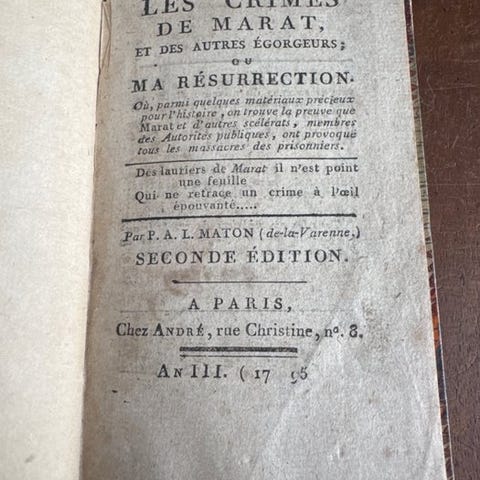 LES CRIMES
DE MARAT,
ET DES AUTRES ÉGORGEURS;
OU
MA RÉSURRECTION.
Où, parmi quelques matériaux précieux
pour l'histoire, on trouve la preuve que
Marat et d'autres scélérats, membres
des Autorités publiques, ont provoqué
tous les massacres des prisonniers.
Des lauriers de Marat il n'est point
une feuille
Qui ne retrace un crime à l'œil
épouvanté.....
Par P. A. L. MATON (de-la-Varenne,)
SECONDE ÉDITION.
A PARIS,
Chez ANDRÉ, rue Christine, nº. 8.
AN III. (1795